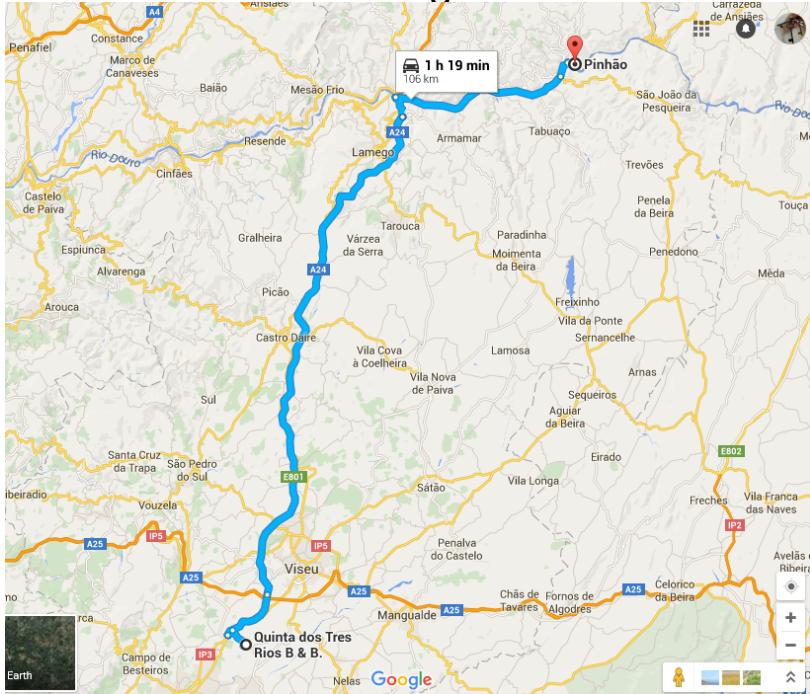 Ansiães
Carrazeda
de Ansiães
A4
Penafiel
Constance
Marco de
Canaveses
1 h 19 min
106 km
Pinhão
Baião
Mesão Frio
São João da
Pesqueira
A24
Tabuaço
Armamar
Resende
Lamego
Rio Douro
Rio Douro
Cinfães
Trevões
Castelo
de Paiva
Penela
da Beira
Touça
Tarouca
Gralheira
Várzea
da Serra
Paradinha
Espiunca
Moimenta
da Beira
Penedono
Alvarenga
A24
Mêda
Picão
Arouca
Freixinho
Vila da Ponte
Castro Daire
Sernancelhe
Vila Cova
à Coelheira
Lamosa
Arnas
Vila Nova
de Paiva
Sul
Sequeiros
Aguiar
da Beira
E802
Santa Cruz
da Trapa
São Pedro
do Sul
Eirado
E801
Vila Longa
Sátão
Ribeiradio
Freches
Vila Franca
das Naves
Vouzela
IP2
IP5
A25
IP5
Penalva
do Castelo
Viseu
A25
A25
Chãs de
Tavares
Fornos de
Algodres
A25
Celorico
da Beira
A25
Mangualde
Quinta dos Tres
Rios B & B.
Campo de
Besteiros
IP3
Nelas
Earth
Google